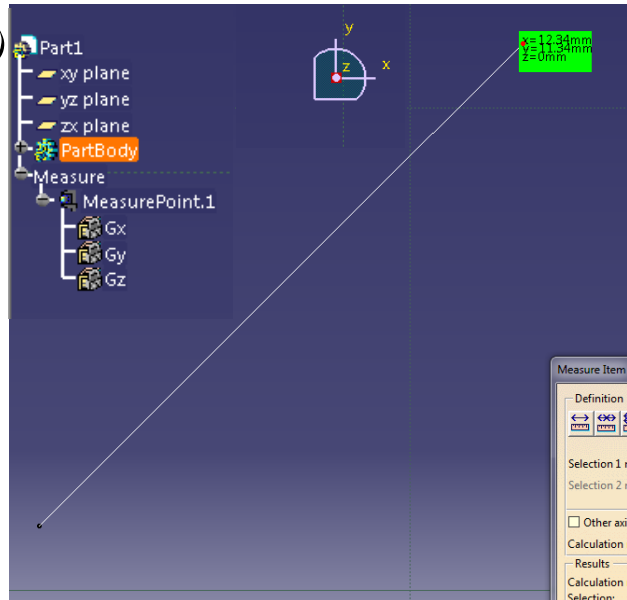 )
Part1
xy plane
yz plane
zx plane
PartBody
Measure
MeasurePoint.1
Gx
Gy
Gz
y
z
x
x=12.34mm
y=11.34mm
z=0mm
Measure Item
Definition
Selection 1
Selection 2
Other axi
Calculation
Results
Calculation
Selection: